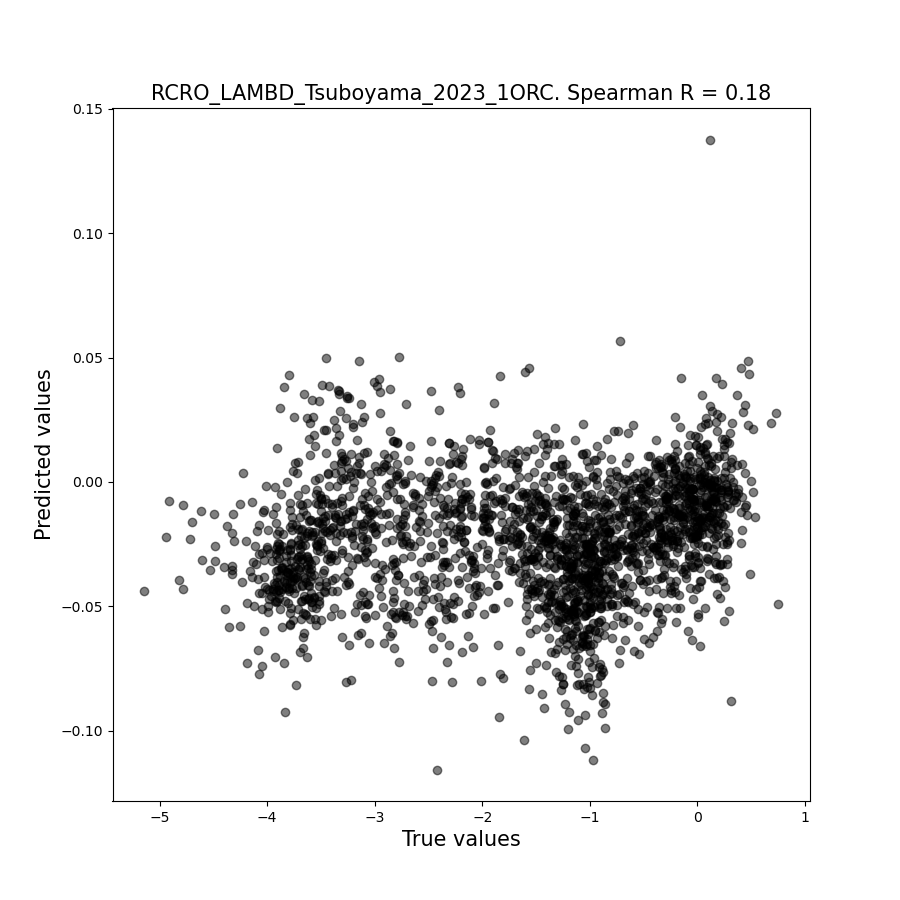 RCRO_LAMBD_Tsuboyama_2023_1ORC. Spearman R = 0.18
0.15
0.10
0.05
0.00
−0.05
−0.10
Predicted values
−5 −4 −3 −2 −1 0 1
True values